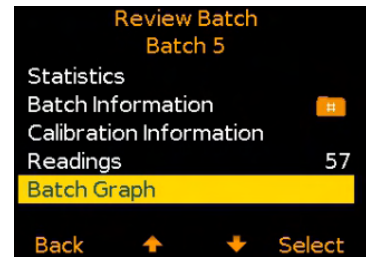 Review Batch
Batch 5
Statistics
Batch Information #
Calibration Information
Readings 57
Batch Graph
Back Select